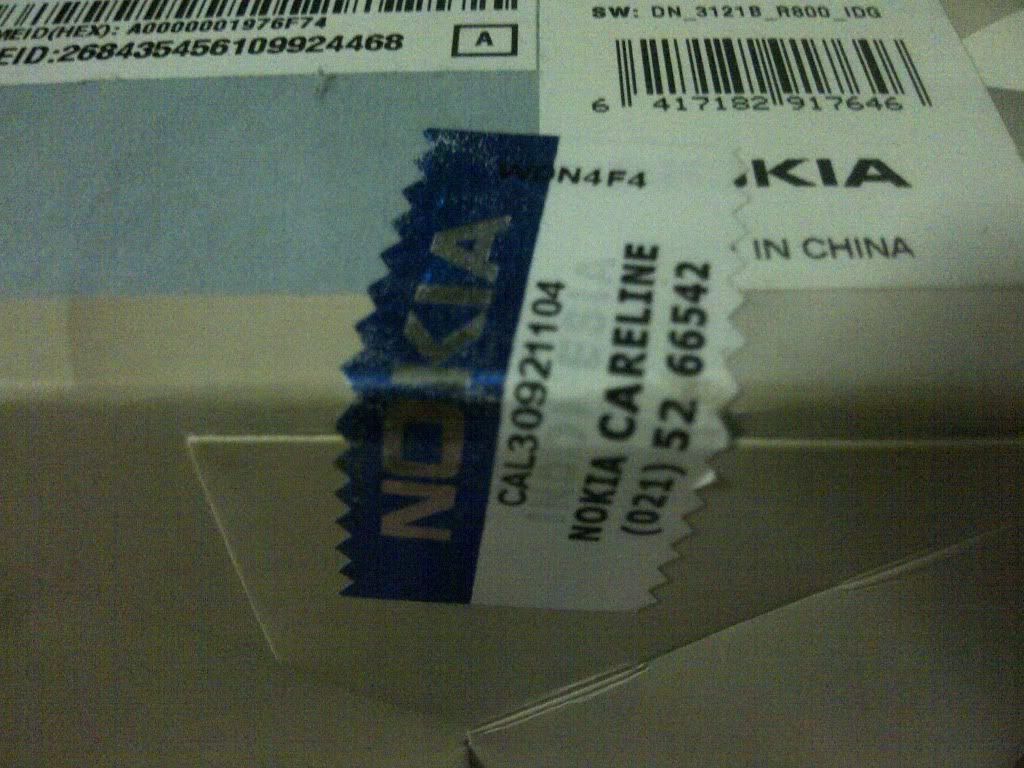 MEID(HEX): A00000001976F74
EID:268435456109924468
A
SW: DN_3121B_R800_IDG
6 417182 917646
WDN4F4
KIA
IN CHINA
NOKIA
CAL30921104
NOKIA CARELINE
(021) 52 66542